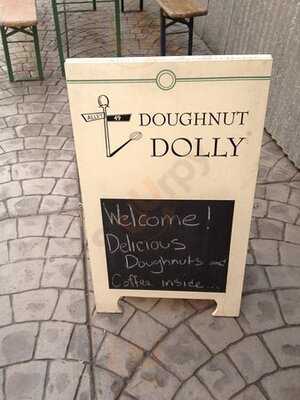 ALLEY 49
DOUGHNUT
DOLLY
Welcome!
Delicious
Doughnuts and
Coffee inside...